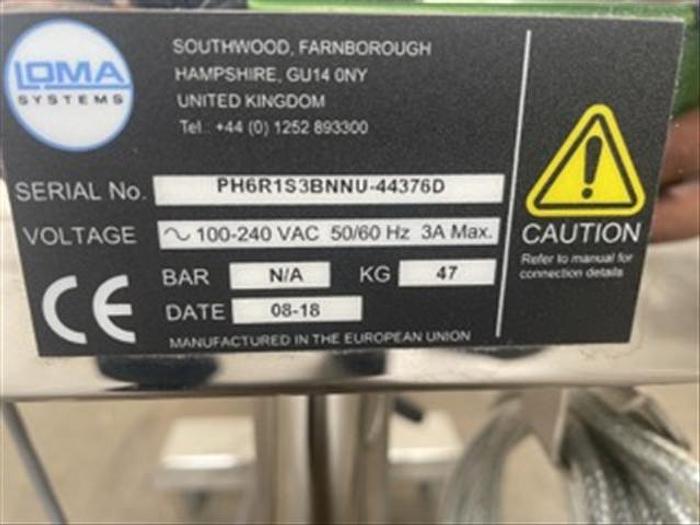 LOMA
SYSTEMS
SOUTHWOOD, FARNBOROUGH
HAMPSHIRE, GU14 0NY
UNITED KINGDOM
Tel.: +44 (0) 1252 893300
SERIAL No. PH6R1S3BNNU-44376D
VOLTAGE ~ 100-240 VAC 50/60 Hz 3A Max.
BAR N/A KG 47
DATE 08-18
CE
MANUFACTURED IN THE EUROPEAN UNION
CAUTION
Refer to manual for
connection details